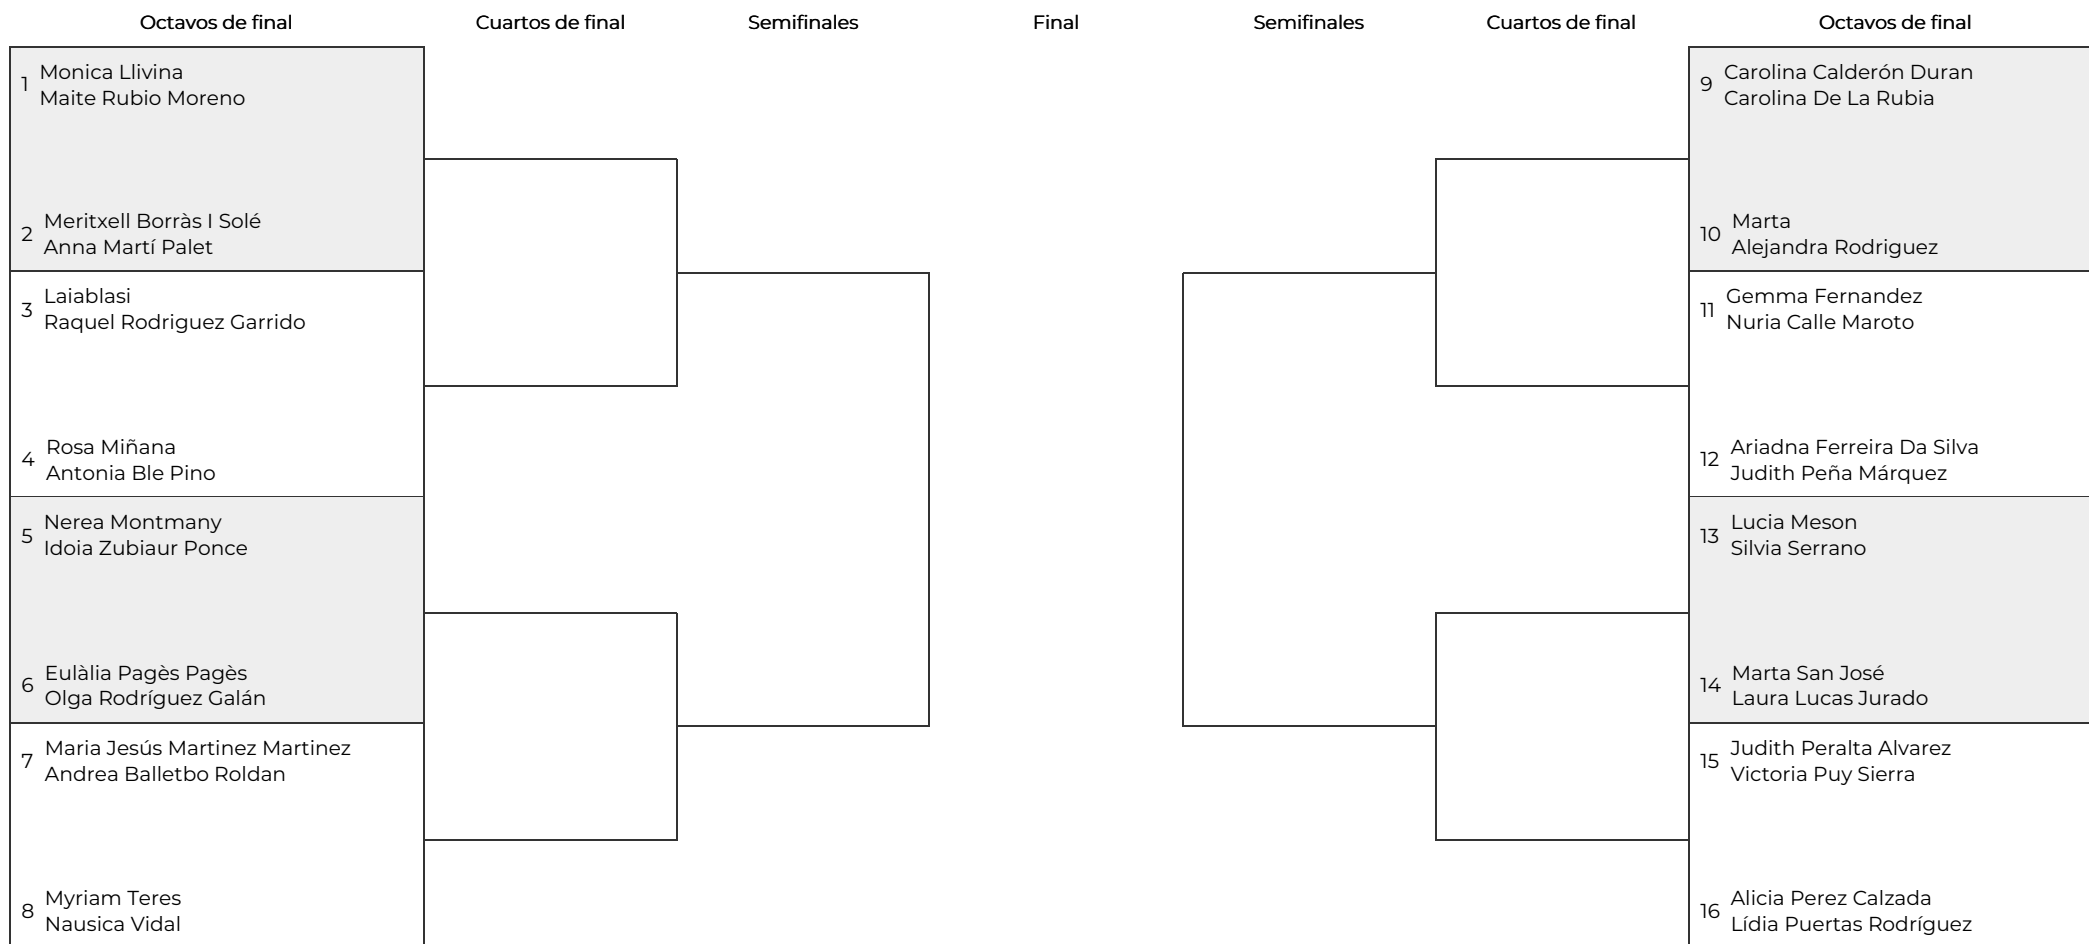 Octavos de final
Cuartos de final
Semifinales
Final
Semifinales
Cuartos de final
Octavos de final
1
Monica Llivina
Maite Rubio Moreno
2
Meritxell Borràs I Solé
Anna Martí Palet
3
Laiablasi
Raquel Rodriguez Garrido
4
Rosa Miñana
Antonia Ble Pino
5
Nerea Montmany
Idoia Zubiaur Ponce
6
Eulàlia Pagès Pagès
Olga Rodríguez Galán
7
Maria Jesús Martinez Martinez
Andrea Balletbo Roldan
8
Myriam Teres
Nausica Vidal
9
Carolina Calderón Duran
Carolina De La Rubia
10
Marta
Alejandra Rodriguez
11
Gemma Fernandez
Nuria Calle Maroto
12
Ariadna Ferreira Da Silva
Judith Peña Márquez
13
Lucia Meson
Silvia Serrano
14
Marta San José
Laura Lucas Jurado
15
Judith Peralta Alvarez
Victoria Puy Sierra
16
Alicia Perez Calzada
Lídia Puertas Rodríguez